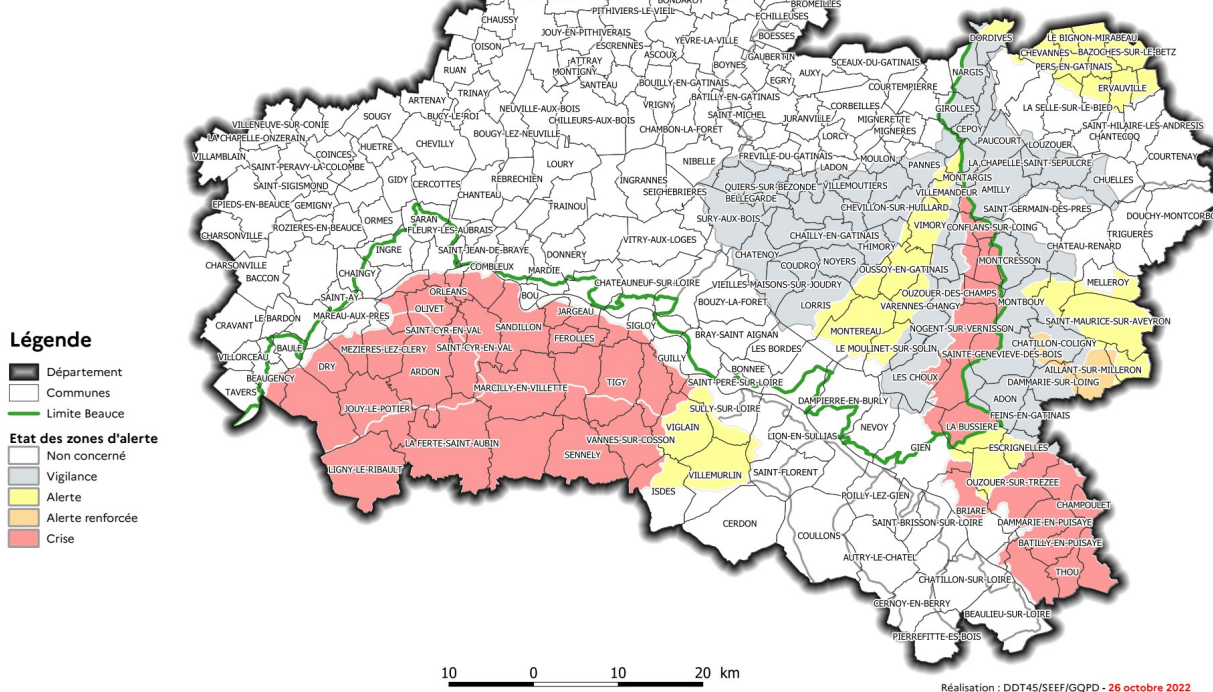 BROMEILLES
PITHIVIERS-LE-VIEIL
ECHILLEUSES
CHAUSSY
JOUY-EN-PITHIVERAIS
BOESSES
YEVRE-LA-VILLE
DORDIVES
LE BIGNON-MIRABEAU
OISON
ESCRENNES
ASCOUX
GAUBERTIN
CHEVANNES
BAZOCHES-SUR-LE-BETZ
ATTRAY
BOYNES
SCEAUX-DU-GATINAIS
PERS-EN-GATINAIS
RUAN
MONTIGNY
AUXY
NARGIS
SANTEAU
BOUILLY-EN-GATINAIS
EGRY
COURTEMPIERRE
ERVAUVILLE
TRINAY
BATILLY-EN-GATINAIS
ARTENAY
NEUVILLE-AUX-BOIS
VRIGNY
CORBEILLES
GIROLLES
LA SELLE-SUR-LE-BIED
SOUGY
BUCY-LE-ROI
CHILLEURS-AUX-BOIS
SAINT-MICHEL
JURANVILLE
MIGNERETTE
VILLENEUVE-SUR-CONIE
BOUGY-LEZ-NEUVILLE
CHAMBON-LA-FORET
MIGNERES
CEPOY
SAINT-HILAIRE-LES-ANDRESIS
LA-CHAPELLE-ONZERAIN
LORCY
PAUCOURT
CHANTECOQ
HUETRE
CHEVILLY
LOUZOUER
VILLAMBLAIN
COINCES
NIBELLE
FREVILLE-DU-GATINAIS
MOULON
COURTENAY
SAINT-PERAVY-LA-COLOMBE
LOURY
LADON
PANNES
LA CHAPELLE-SAINT-SEPULCRE
GIDY
REBRECHIEN
INGRANNES
MONTARGIS
CHUELLES
SAINT-SIGISMOND
CERCOTTES
QUIERS-SUR-BEZONDE
VILLEMOUTIERS
VILLEMANDEUR
AMILLY
CHANTEAU
SEICHEBRIERES
BELLEGARDE
EPIEDS-EN-BEAUCE
GEMIGNY
TRAINOU
CHEVILLON-SUR-HUILLARD
SAINT-GERMAIN-DES-PRES
ORMES
SARAN
SURY-AUX-BOIS
DOUCHY-MONTCORBO
ROZIERES-EN-BEAUCE
FLEURY-LES-AUBRAIS
VIMORY
CONFLANS-SUR-LOING
CHARSONVILLE
INGRE
VITRY-AUX-LOGES
CHAILLY-EN-GATINAIS
TRIGUERES
SAINT-JEAN-DE-BRAYE
DONNERY
THIMORY
CHATEAU-RENARD
CHARSONVILLE
CHATENOY
NOYERS
MONTCRESSON
COMBLEUX
MARDIE
COUDROY
OUSSOY-EN-GATINAIS
BACCON
CHAINGY
CHATEAUNEUF-SUR-LOIRE
VIEILLES-MAISONS-SUR-JOUDRY
MELLEROY
ORLEANS
OUZOUER-DES-CHAMPS
SAINT-AY
BOU
BOUZY-LA-FORET
LORRIS
VARENNES-CHANGY
MONTBOUY
OLIVET
JARGEAU
LE BARDON
MAREAU-AUX-PRES
SIGLOY
SAINT-MAURICE-SUR-AVEYRON
CRAVANT
SAINT-CYR-EN-VAL
SANDILLON
MONTEREAU
NOGENT-SUR-VERNISSON
FEROLLES
BRAY-SAINT AIGNAN
Légende
BAULE
MEZIERES-LEZ-CLERY
SAINT-CYR-EN-VAL
LES BORDES
LE MOULINET-SUR-SOLIN
CHATILLON-COLIGNY
VILLORCEAU
GUILLY
SAINTE-GENEVIEVE-DES-BOIS
DRY
BONNEE
AILLANT-SUR-MILLERON
Département
ARDON
BEAUGENCY
LES CHOUX
MARCILLY-EN-VILLETTE
TIGY
SAINT-PERE-SUR-LOIRE
DAMMARIE-SUR-LOING
Communes
TAVERS
DAMPIERRE-EN-BURLY
ADON
JOUY-LE-POTIER
SULLY-SUR-LOIRE
Limite Beauce
FEINS-EN-GATINAIS
VIGLAIN
NEVOY
LA BUSSIERE
Etat des zones d'alerte
LA FERTE-SAINT-AUBIN
VANNES-SUR-COSSON
LION-EN-SULLIAS
GIEN
ESCRIGNELLES
Non concerné
SENNELY
LIGNY-LE-RIBAULT
SAINT-FLORENT
Vigilance
VILLEMURLIN
OUZOUER-SUR-TREZEE
ISDES
POILLY-LEZ-GIEN
Alerte
CHAMPOULET
BRIARE
Alerte renforcée
CERDON
SAINT-BRISSON-SUR-LOIRE
DAMMARIE-EN-PUISAYE
COULLONS
Crise
BATILLY-EN-PUISAYE
AUTRY-LE-CHATEL
THOU
CHATILLON-SUR-LOIRE
CERNOY-EN-BERRY
BEAULIEU-SUR-LOIRE
PIERREFITTE-ES-BOIS
10 0 10 20 km
Réalisation : DDT45/SEEF/GQPD - 26 octobre 2022